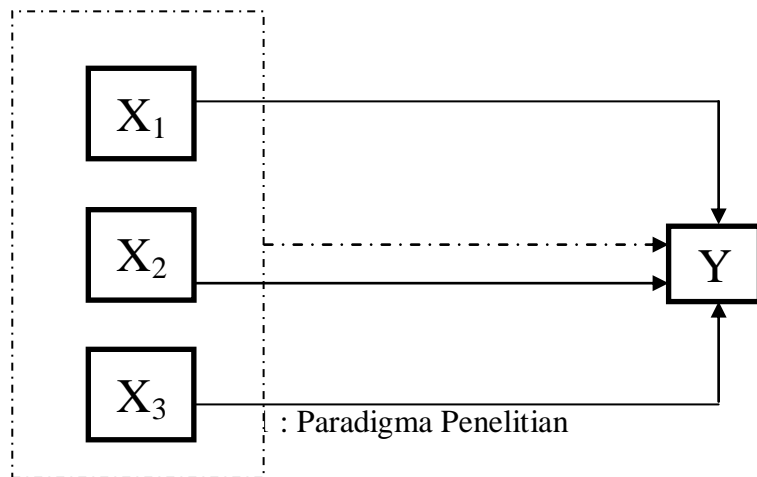 X₁
X₂
Y
X₃
: Paradigma Penelitian